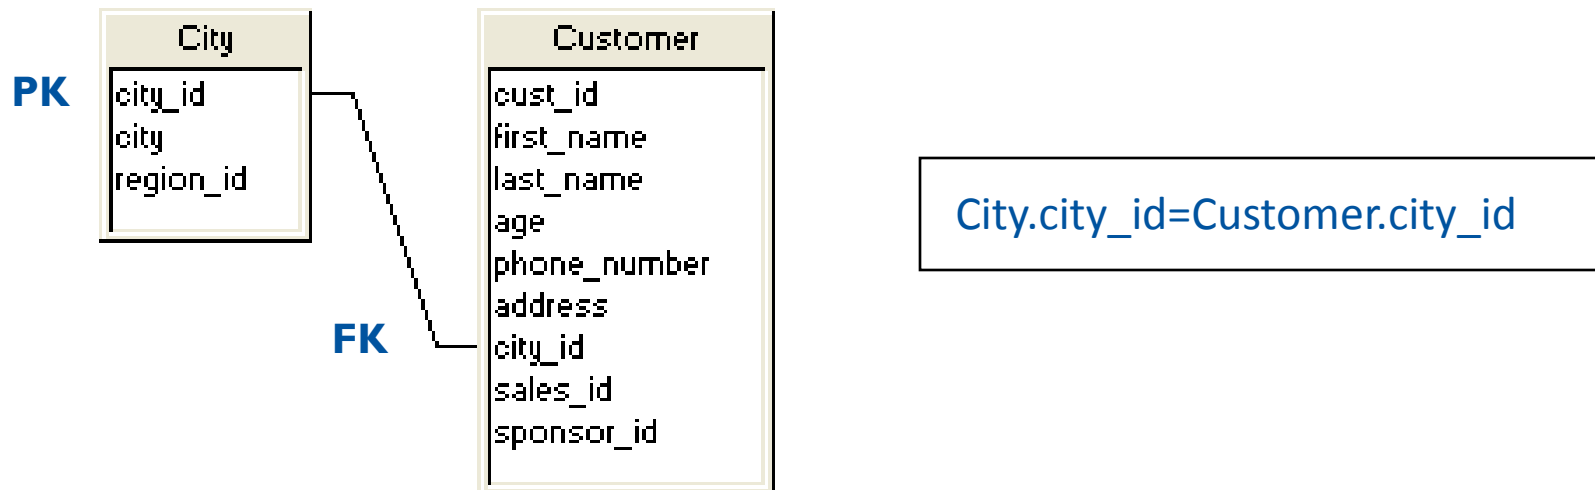 City
PK
city_id
city
region_id
Customer
cust_id
first_name
last_name
age
phone_number
address
FK
city_id
sales_id
sponsor_id
City.city_id=Customer.city_id